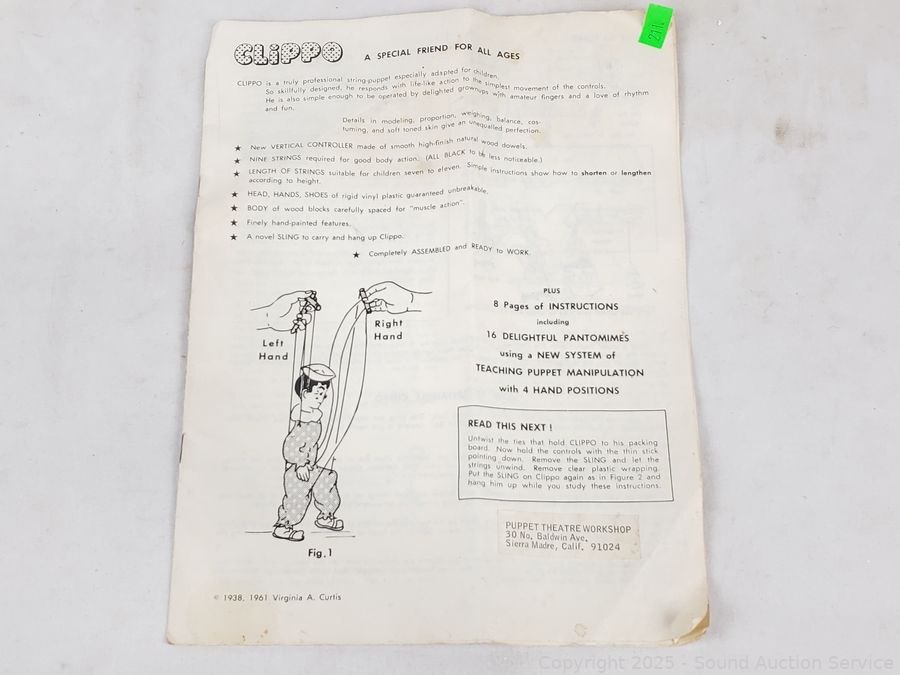 CLIPPO A SPECIAL FRIEND FOR ALL AGES
CLIPPO is a truly professional string-puppet especially adapted for children.
So skillfully designed, he responds with life-like action to the simplest movement of the controls.
He is also simple enough to be operated by delighted grownups with amateur fingers and a love of rhythm
and fun.
Details in modeling, proportion, weighing, balance, cos-
tuming, and soft toned skin give an unequalled perfection.
★ New VERTICAL CONTROLLER made of smooth high-finish natural wood dowels.
★ NINE STRINGS required for good body action. (ALL BLACK to be less noticeable.)
★ LENGTH OF STRINGS suitable for children seven to eleven. Simple instructions show how to shorten or lengthen
according to height.
★ HEAD, HANDS, SHOES of rigid vinyl plastic guaranteed unbreakable.
★ BODY of wood blocks carefully spaced for "muscle action".
★ Finely hand-painted features.
★ A novel SLING to carry and hang up Clippo.
★ Completely ASSEMBLED and READY to WORK.
Left
Hand
Right
Hand
Fig. 1
PLUS
8 Pages of INSTRUCTIONS
including
16 DELIGHTFUL PANTOMIMES
using a NEW SYSTEM of
TEACHING PUPPET MANIPULATION
with 4 HAND POSITIONS
READ THIS NEXT !
Untwist the ties that hold CLIPPO to his packing
board. Now hold the controls with the thin stick
pointing down. Remove the SLING and let the
strings unwind. Remove clear plastic wrapping.
Put the SLING on Clippo again as in Figure 2 and
hang him up while you study these instructions.
PUPPET THEATRE WORKSHOP
30 No. Baldwin Ave.
Sierra Madre, Calif. 91024
© 1938, 1961 Virginia A. Curtis
Copyright 2025 - Sound Auction Service